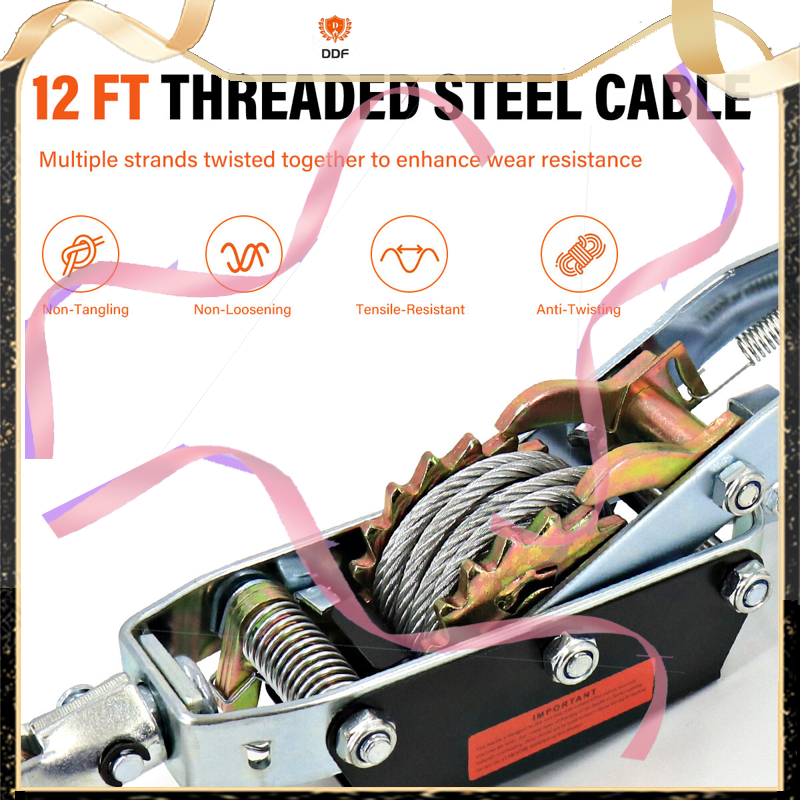 DDF
12 FT THREADED STEEL CABLE
Multiple strands twisted together to enhance wear resistance
Non-Tangling
Non-Loosening
Tensile-Resistant
Anti-Twisting
IMPORTANT